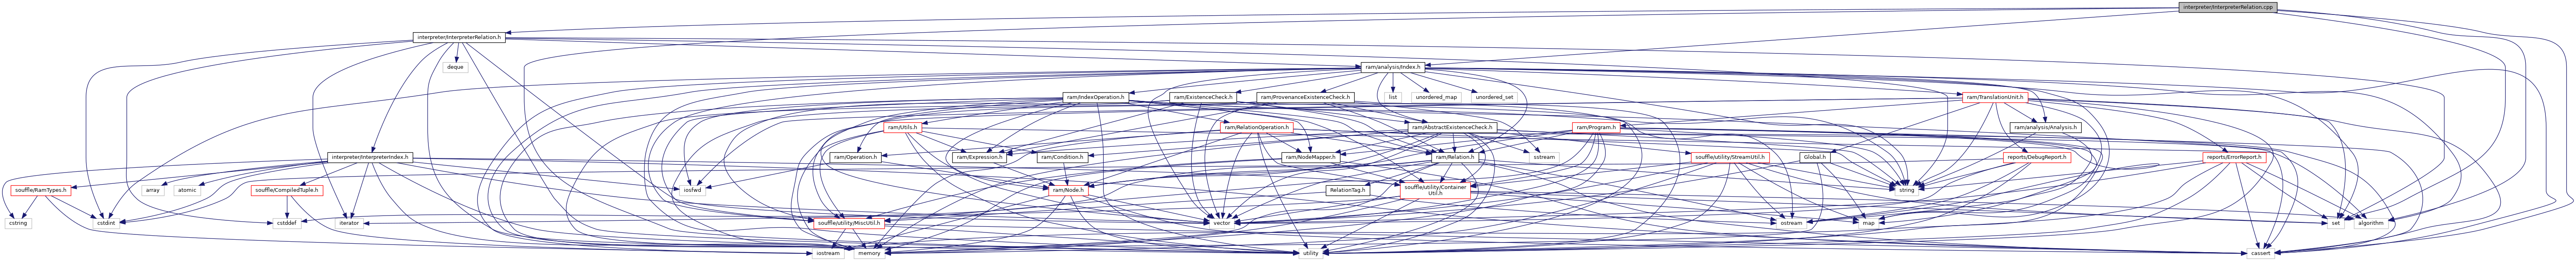 interpreter/InterpreterRelation.cpp
interpreter/InterpreterRelation.h
deque
ram/analysis/Index.h
ram/IndexOperation.h
ram/ExistenceCheck.h
ram/ProvenanceExistenceCheck.h
list
unordered_map
unordered_set
ram/TranslationUnit.h
ram/Utils.h
ram/RelationOperation.h
ram/AbstractExistenceCheck.h
ram/Program.h
ram/analysis/Analysis.h
interpreter/InterpreterIndex.h
ram/Operation.h
ram/Expression.h
ram/Condition.h
ram/NodeMapper.h
ram/Relation.h
sstream
souffle/utility/StreamUtil.h
Global.h
reports/DebugReport.h
reports/ErrorReport.h
souffle/RamTypes.h
array
atomic
souffle/CompiledTuple.h
iosfwd
ram/Node.h
RelationTag.h
souffle/utility/Container
Util.h
string
cstring
cstdint
cstddef
iterator
souffle/utility/MiscUtil.h
vector
ostream
map
set
algorithm
iostream
memory
utility
cassert